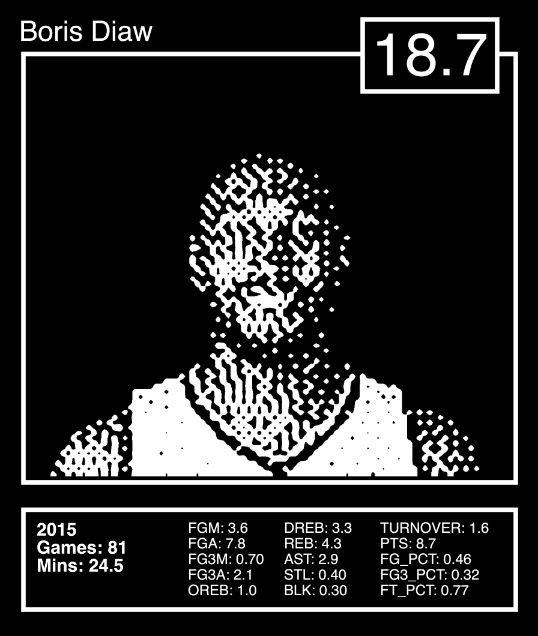 Boris Diaw
18.7
2015
Games: 81
Mins: 24.5
FGM: 3.6
FGA: 7.8
FG3M: 0.70
FG3A: 2.1
OREB: 1.0
DREB: 3.3
REB: 4.3
AST: 2.9
STL: 0.40
BLK: 0.30
TURNOVER: 1.6
PTS: 8.7
FG_PCT: 0.46
FG3_PCT: 0.32
FT_PCT: 0.77